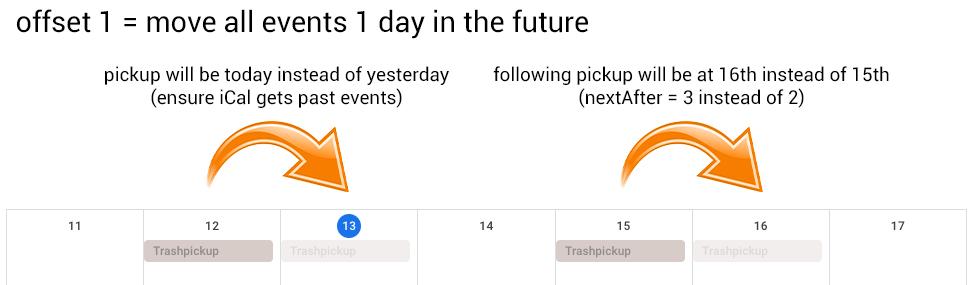 offset 1 = move all events 1 day in the future
pickup will be today instead of yesterday
(ensure iCal gets past events)
following pickup will be at 16th instead of 15th
(nextAfter = 3 instead of 2)
11 12 13 14 15 16 17
Trashpickup Trashpickup Trashpickup Trashpickup